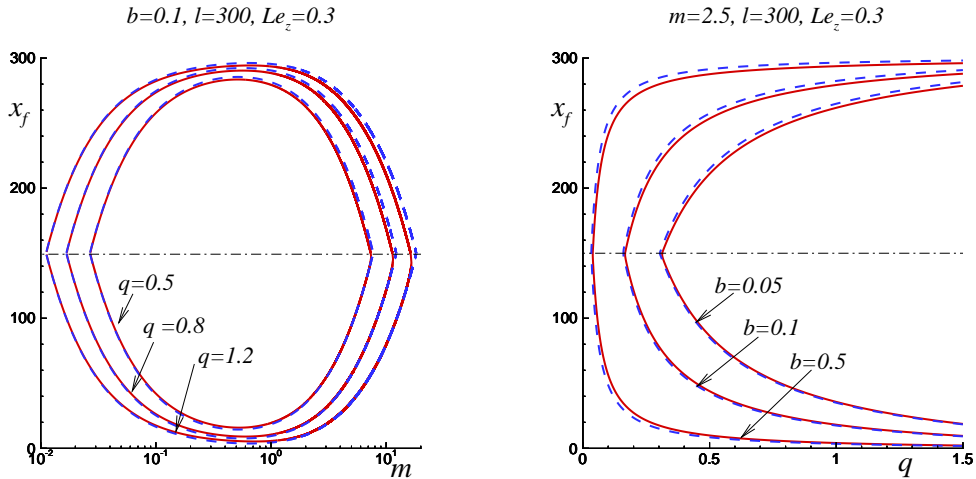 b=0.1, l=300, Le_z=0.3
x_f
300
200
100
0
q=0.5
q =0.8
q=1.2
10^-2
10^-1
10^0
10^1
m
m=2.5, l=300, Le_z=0.3
x_f
300
200
100
0
b=0.05
b=0.1
b=0.5
0
0.5
1
1.5
q